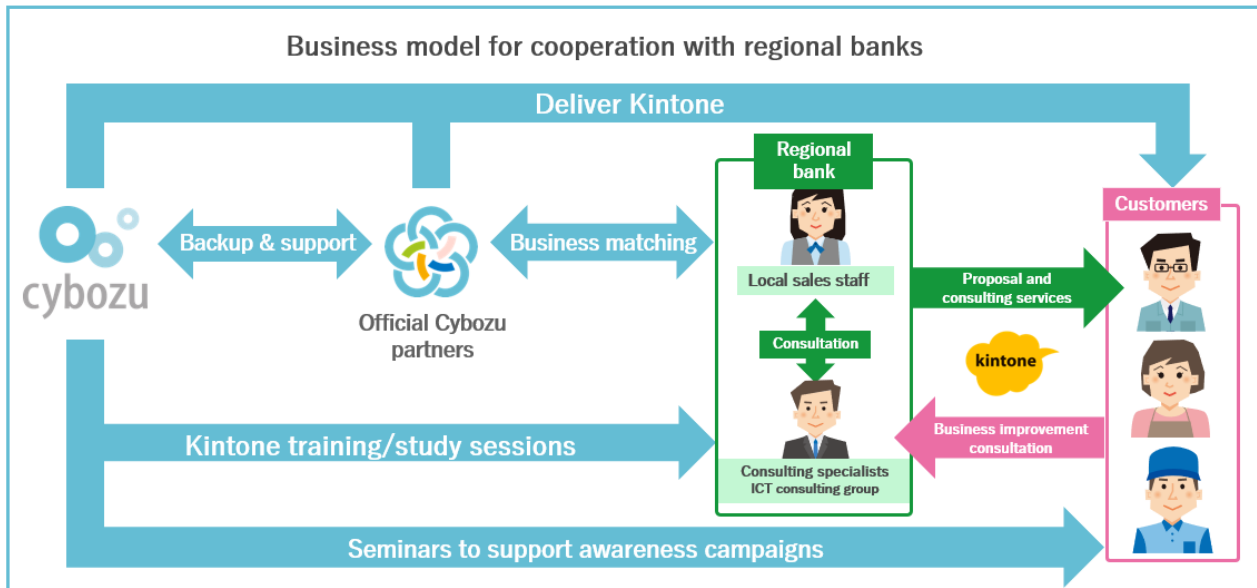 Business model for cooperation with regional banks
Deliver Kintone
Regional
bank
Customers
Backup & support
Business matching
cybozu
Official Cybozu
partners
Local sales staff
Proposal and
consulting services
Consultation
kintone
Kintone training/study sessions
Business improvement
consultation
Consulting specialists
ICT consulting group
Seminars to support awareness campaigns